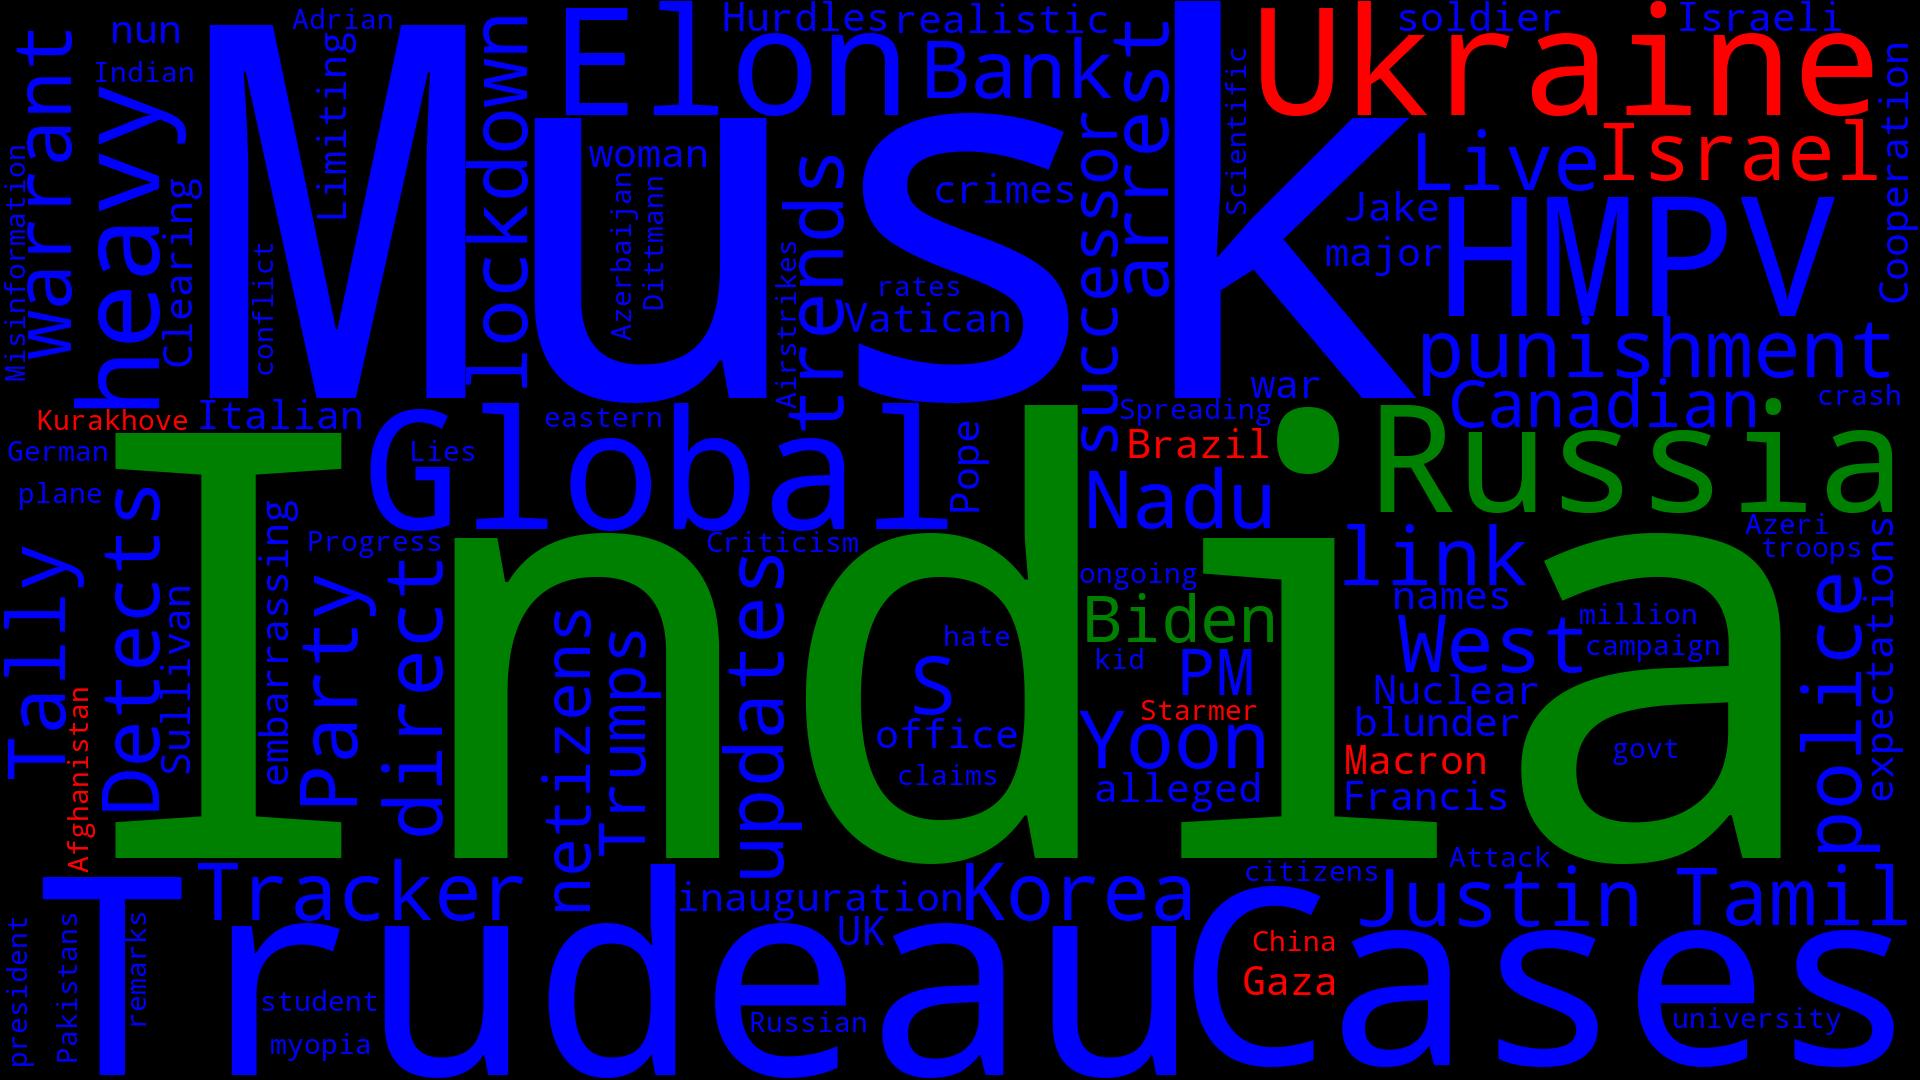 nun
Adrian
Hurdles
realistic
soldier
Israeli
Indian
Elon
Bank
Ukraine
warrant
heavy
Limiting
lockdown
arrest
Scientific
Cooperation
Musk
woman
crimes
Live
Israel
Misinformation
Clearing
conflict
Azerbaijan
Dittmann
Airstrikes
trends
rates
Vatican
successor
Jake
major
HMPV
punishment
war
Canadian
crash
Kurakhove
Italian
eastern
Spreading
German
Lies
Global
Pope
Brazil
Russia
plane
Nadu
Progress
Criticism
Azeri
troops
link
India
Tally
Detects
Sullivan
embarrassing
Party
direct
netizens
Trumps
updates
hate
S
office
claims
ongoing
Biden
kid
PM
Starmer
Yoon
alleged
names
West
million
campaign
Nuclear
blunder
Macron
Francis
govt
police
expectations
Afghanistan
Tracker
inauguration
Korea
citizens
Attack
Justin
Tamil
UK
Trudeau
Cases
China
Gaza
president
Pakistans
remarks
student
myopia
Russian
university